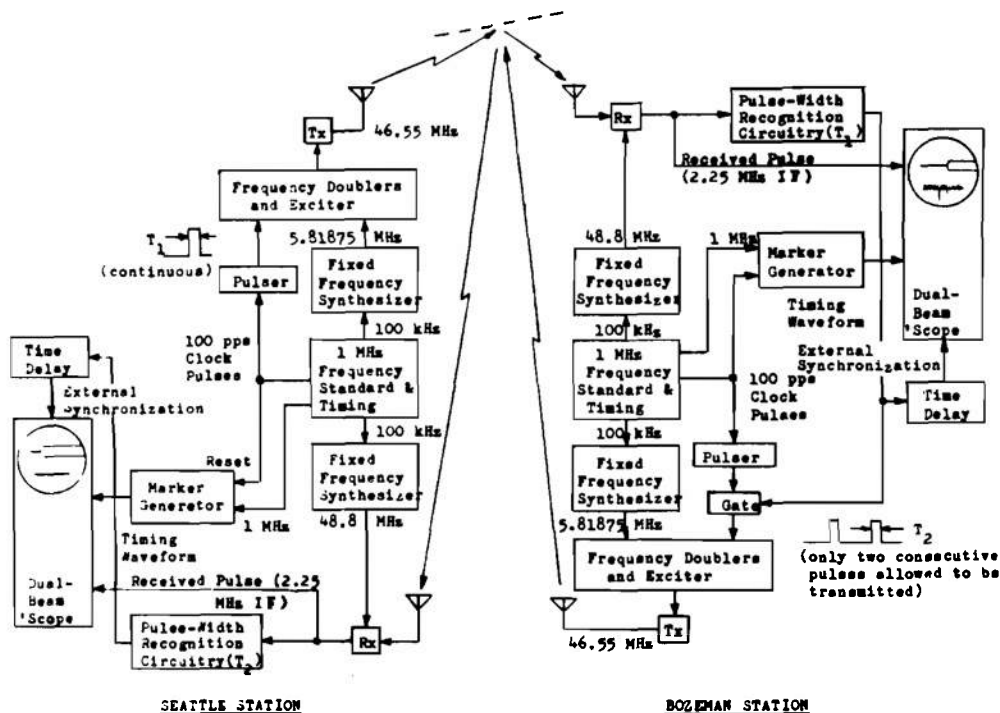 Tx
46.55 MHz
Frequency Doublers
and Exciter
T1
(continuous)
5.81875 MHz
Pulser
Fixed
Frequency
Synthesizer
100 pps
Clock
Pulses
100 kHz
1 MHz
Frequency
Standard &
Timing
Time
Delay
External
Synchronization
100 kHz
Reset
Marker
Generator
1 MHz
Fixed
Frequency
Synthesizer
48.8 MHz
Timing
Waveform
Dual-
Beam
'Scope
Received Pulse (2.25
MHz IF)
Pulse-Width
Recognition
Circuitry(T2)
Rx
SEATTLE STATION
Rx
Pulse-Width
Recognition
Circuitry(T2)
Received Pulse
(2.25 MHz IF)
48.8 MHz
1 MHz
Marker
Generator
Fixed
Frequency
Synthesizer
Timing
Waveform
Dual-
Beam
'Scope
100 kHz
1 MHz
Frequency
Standard &
Timing
External
Synchronization
100 pps
Clock
Pulses
Time
Delay
100 kHz
Fixed
Frequency
Synthesizer
Pulser
Gate
5.81875 MHz
T2
(only two consecutive
pulses allowed to be
transmitted)
Frequency Doublers
and Exciter
46.55 MHz
Tx
BOZEMAN STATION